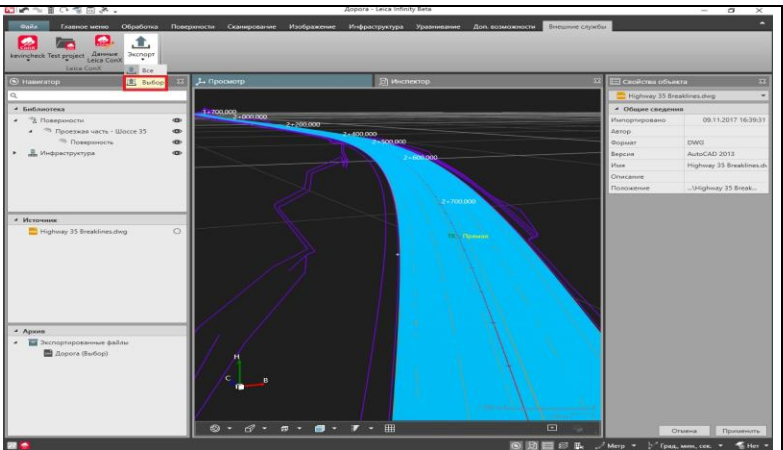 Дорога - Leica Infinity Beta
Файл Главное меню Обработка Поверхности Сканирование Изображение Инфраструктура Уравнивание Доп. возможности Внешние службы
kevincheck Test project Данные Leica ConX Экспорт
Leica ConX
Все
Выбор
Навигатор
Библиотека
Поверхности
Проезжая часть - Шоссе 35
Поверхность
Инфраструктура
Источник
Highway 35 Breaklines.dwg
Архив
Экспортированные файлы
Дорога (Выбор)
Просмотр Инспектор
1+700,000
2+000,000
2+200,000
2+400,000
2+500,000
2+600,000
2+700,000
Прямая
H
C
B
Свойства объекта
Highway 35 Breaklines.dwg
Общие сведения
Импортировано 09.11.2017 16:39:31
Автор
Формат DWG
Версия AutoCAD 2013
Имя Highway 35 Breaklines.dw
Описание
Положение ...\Highway 35 Break...
Отмена Применить
Метр Град, мин, сек. Нет